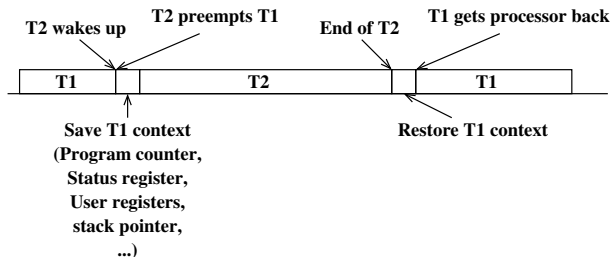 T2 wakes up
T2 preempts T1
End of T2
T1 gets processor back
T1
T2
T1
Save T1 context
(Program counter,
Status register,
User registers,
stack pointer,
...)
Restore T1 context